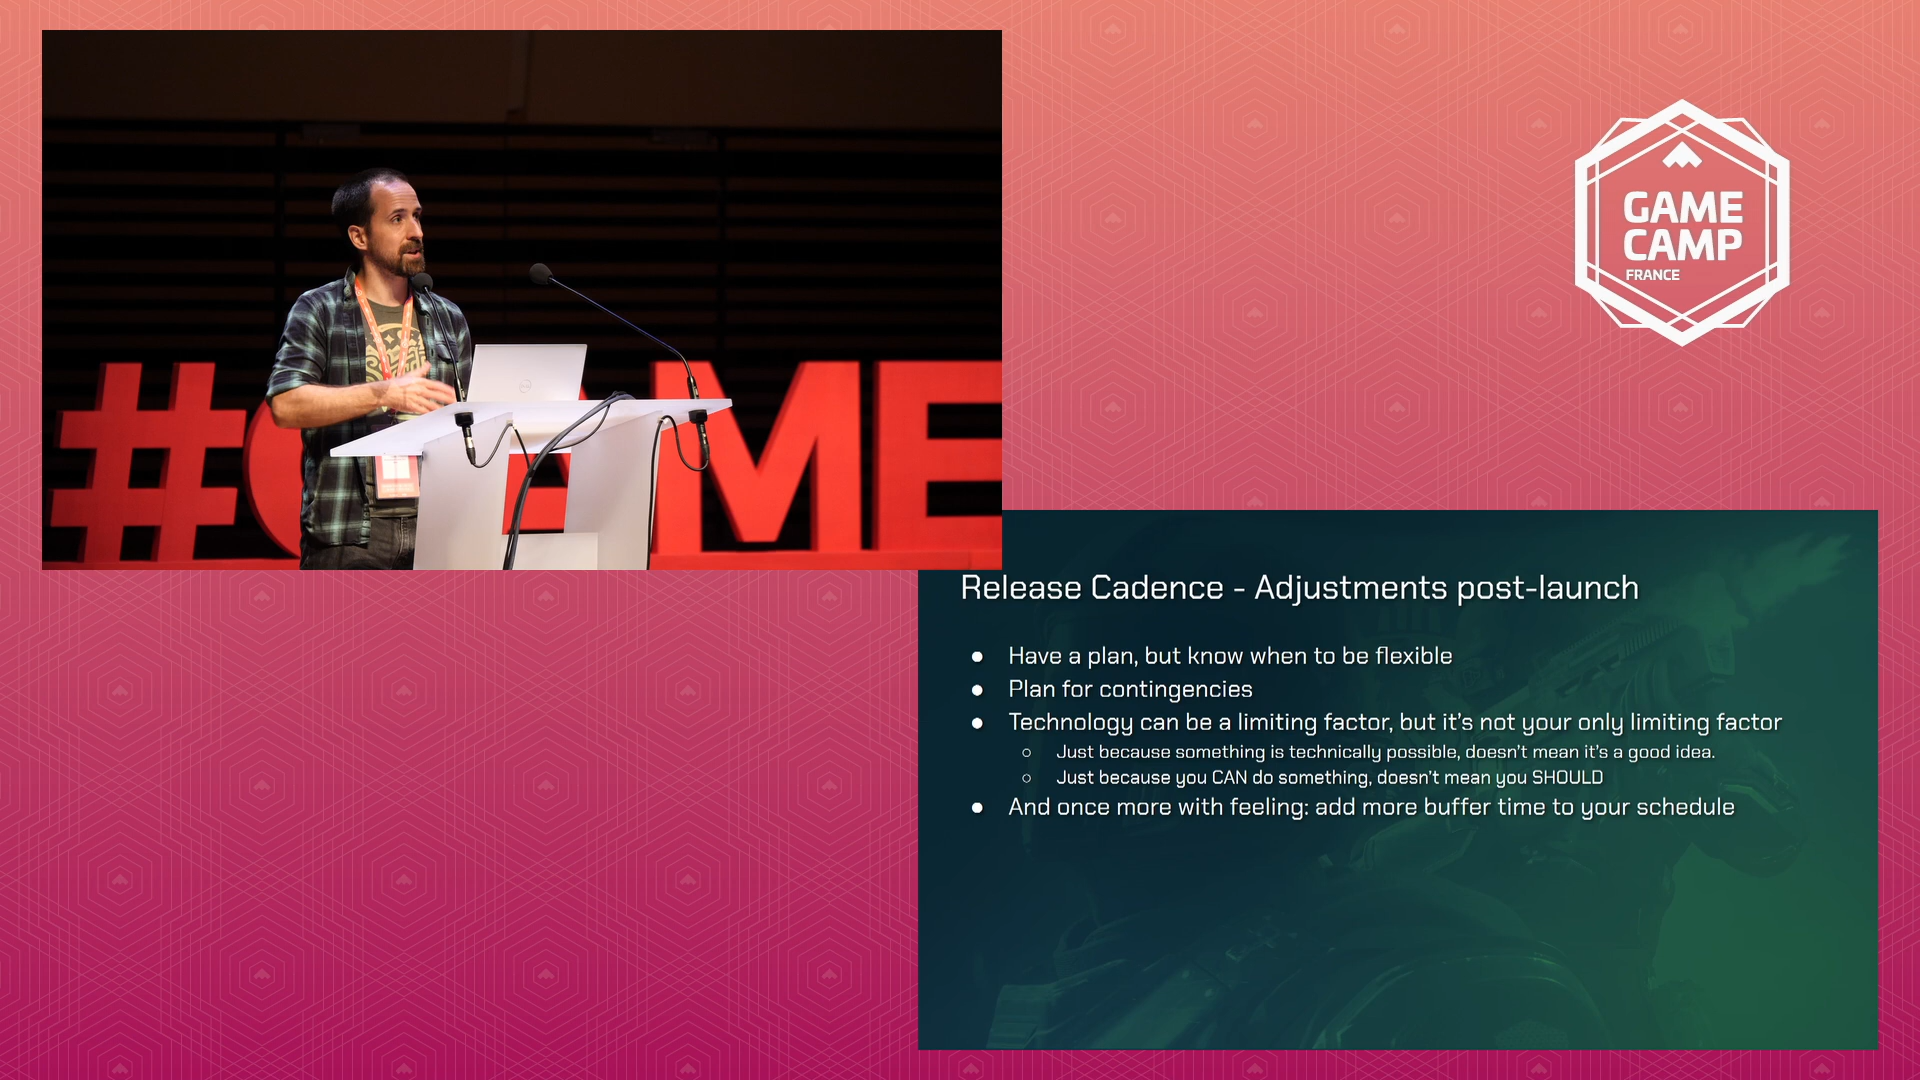 #GAME
GAME
CAMP
FRANCE
Release Cadence - Adjustments post-launch
● Have a plan, but know when to be flexible
● Plan for contingencies
● Technology can be a limiting factor, but it's not your only limiting factor
○ Just because something is technically possible, doesn't mean it's a good idea.
○ Just because you CAN do something, doesn't mean you SHOULD
● And once more with feeling: add more buffer time to your schedule